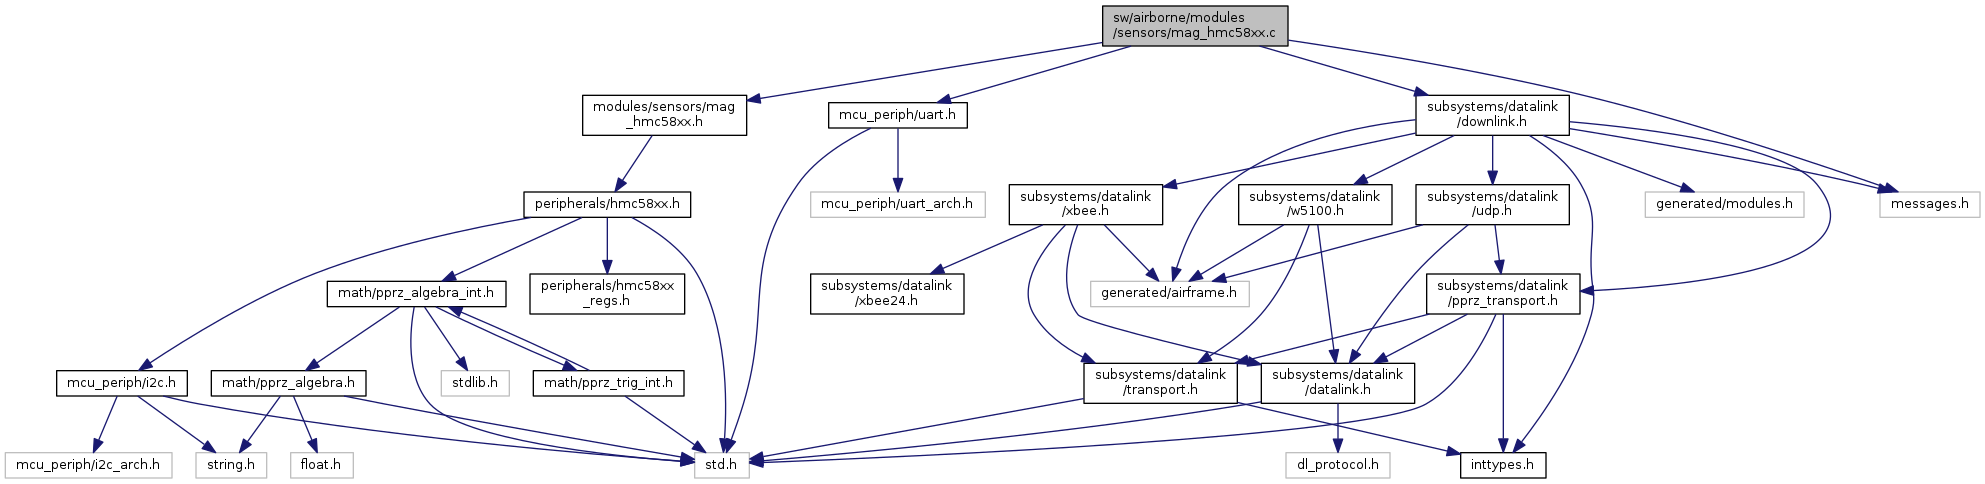 sw/airborne/modules
/sensors/mag_hmc58xx.c
modules/sensors/mag
_hmc58xx.h
mcu_periph/uart.h
subsystems/datalink
/downlink.h
peripherals/hmc58xx.h
mcu_periph/uart_arch.h
subsystems/datalink
/xbee.h
subsystems/datalink
/w5100.h
subsystems/datalink
/udp.h
generated/modules.h
messages.h
math/pprz_algebra_int.h
peripherals/hmc58xx
_regs.h
subsystems/datalink
/xbee24.h
generated/airframe.h
subsystems/datalink
/pprz_transport.h
mcu_periph/i2c.h
math/pprz_algebra.h
stdlib.h
math/pprz_trig_int.h
subsystems/datalink
/transport.h
subsystems/datalink
/datalink.h
mcu_periph/i2c_arch.h
string.h
float.h
std.h
dl_protocol.h
inttypes.h